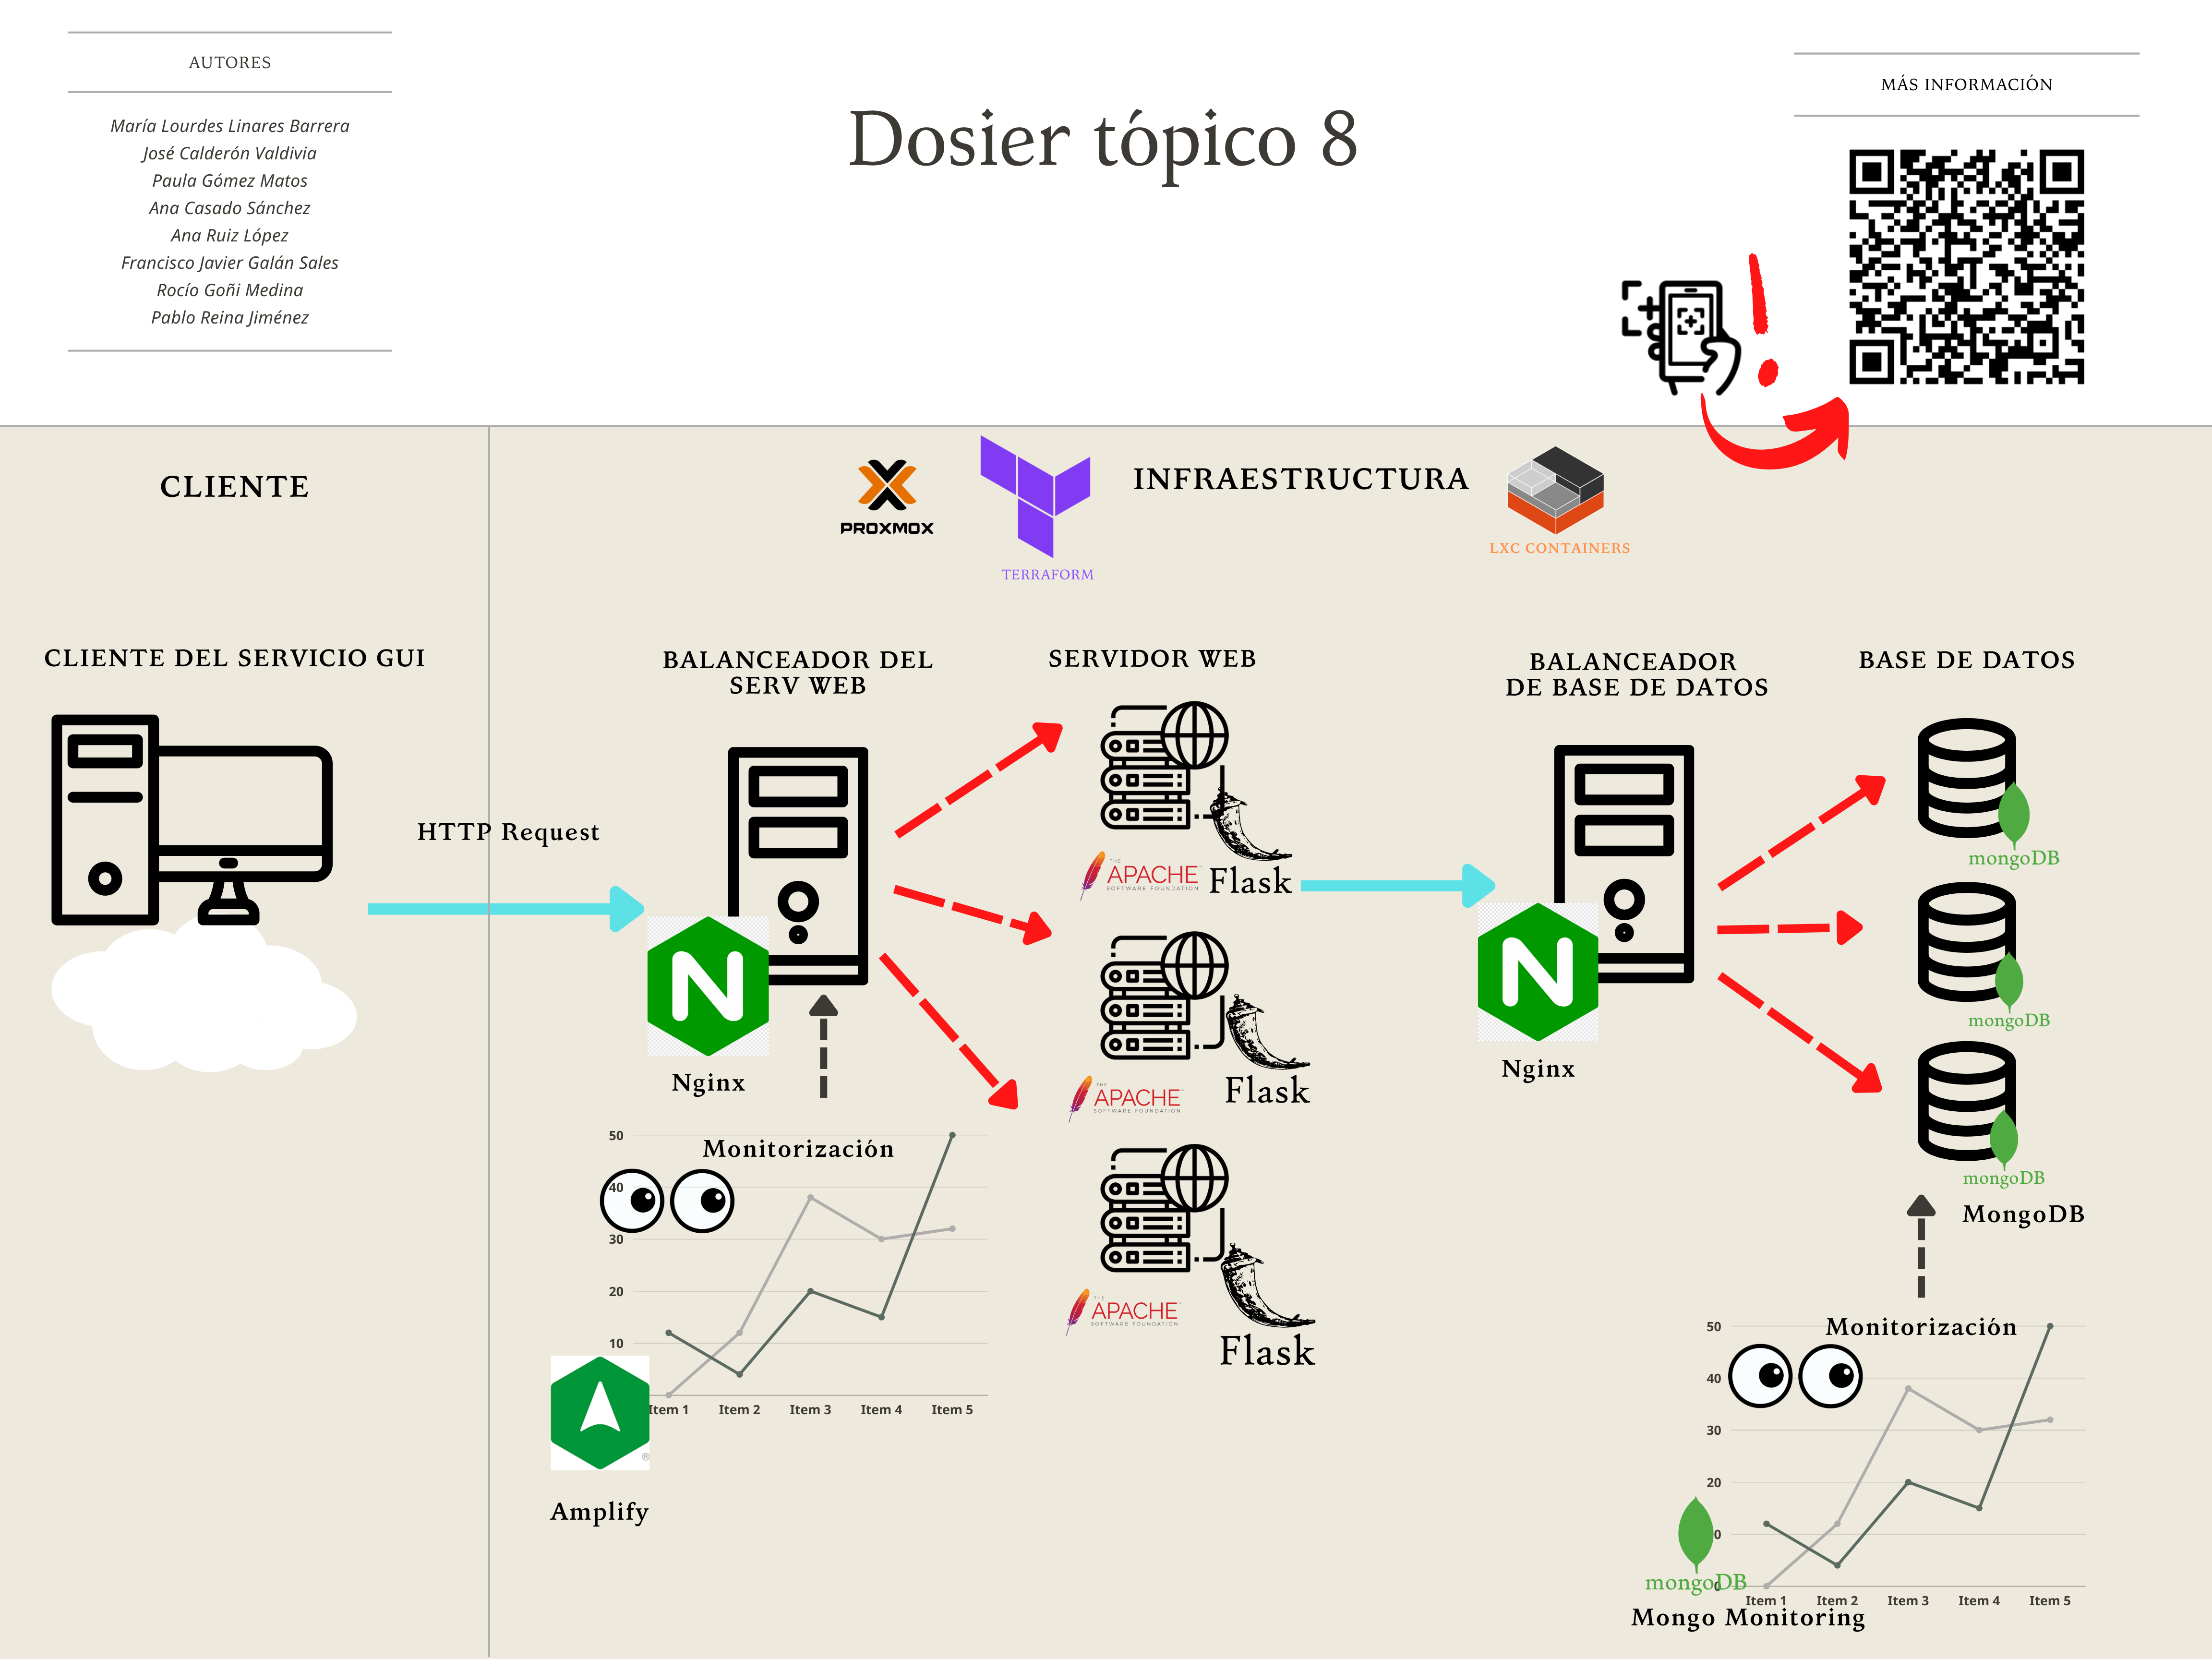 AUTORES
María Lourdes Linares Barrera
José Calderón Valdivia
Paula Gómez Matos
Ana Casado Sánchez
Ana Ruiz López
Francisco Javier Galán Sales
Rocío Goñi Medina
Pablo Reina Jiménez
Dosier tópico 8
MÁS INFORMACIÓN
CLIENTE
PROXMOX
TERRAFORM
INFRAESTRUCTURA
LXC CONTAINERS
CLIENTE DEL SERVICIO GUI
HTTP Request
BALANCEADOR DEL
SERV WEB
Nginx
SERVIDOR WEB
THE
APACHE
SOFTWARE FOUNDATION
Flask
THE
APACHE
SOFTWARE FOUNDATION
Flask
THE
APACHE
SOFTWARE FOUNDATION
Flask
BALANCEADOR
DE BASE DE DATOS
Nginx
BASE DE DATOS
mongoDB
mongoDB
mongoDB
MongoDB
Monitorización
50
40
30
20
10
Item 1 Item 2 Item 3 Item 4 Item 5
®
Amplify
Monitorización
50
40
30
20
0
0
mongoDB
Item 1 Item 2 Item 3 Item 4 Item 5
Mongo Monitoring